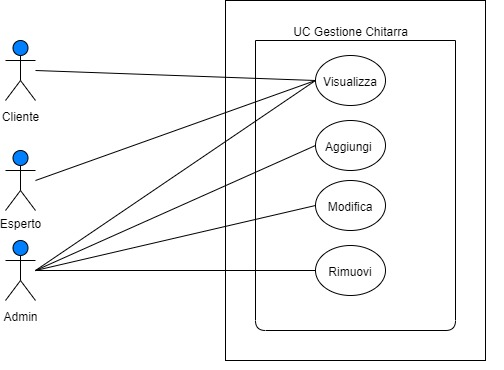 UC Gestione Chitarra
Visualizza
Cliente
Aggiungi
Modifica
Esperto
Rimuovi
Admin